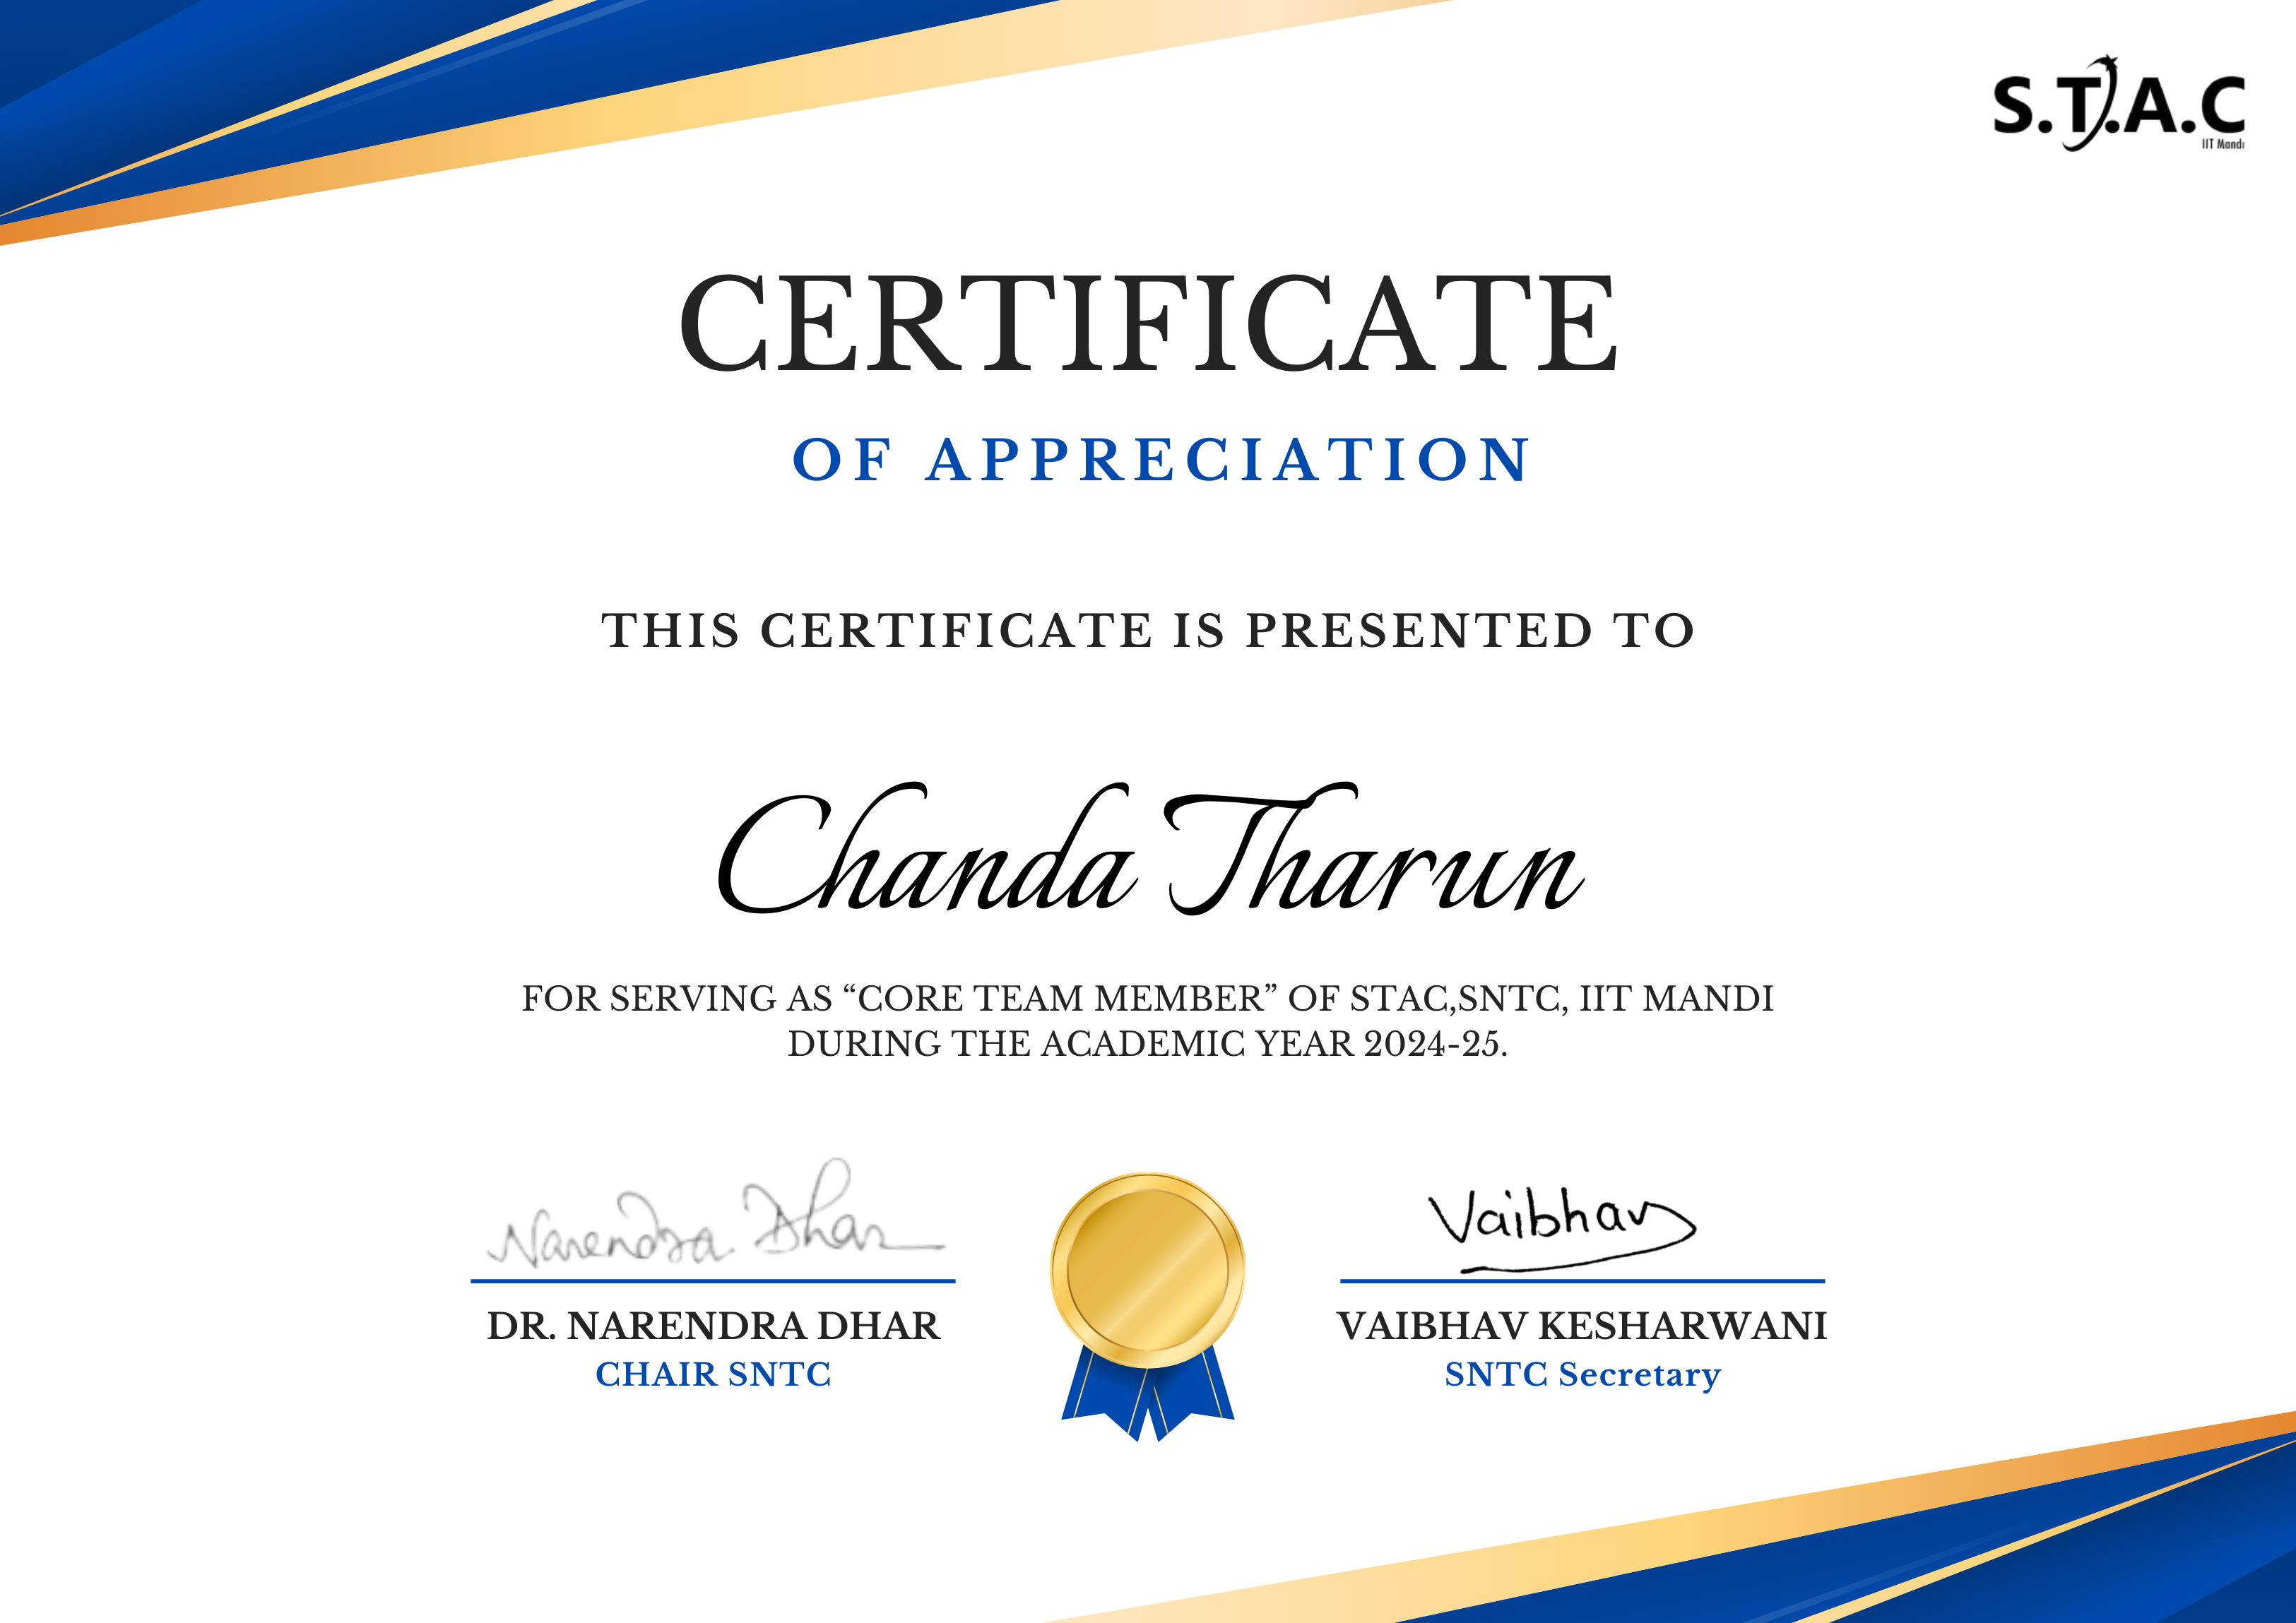 S.T.A.C
IIT Mandi
CERTIFICATE
OF APPRECIATION
THIS CERTIFICATE IS PRESENTED TO
Chanda Tharun
FOR SERVING AS “CORE TEAM MEMBER” OF STAC,SNTC, IIT MANDI
DURING THE ACADEMIC YEAR 2024-25.
Narendra Dhar
Vaibhav
DR. NARENDRA DHAR
VAIBHAV KESHARWANI
CHAIR SNTC
SNTC Secretary